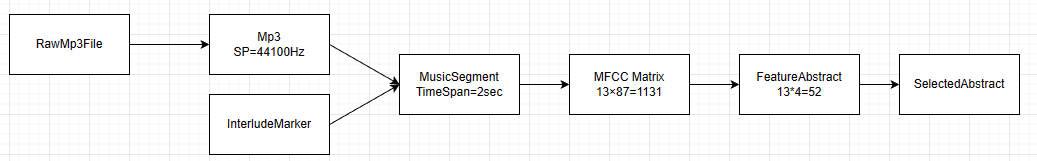 RawMp3File
Mp3
SP=44100Hz
InterludeMarker
MusicSegment
TimeSpan=2sec
MFCC Matrix
13×87=1131
FeatureAbstract
13*4=52
SelectedAbstract